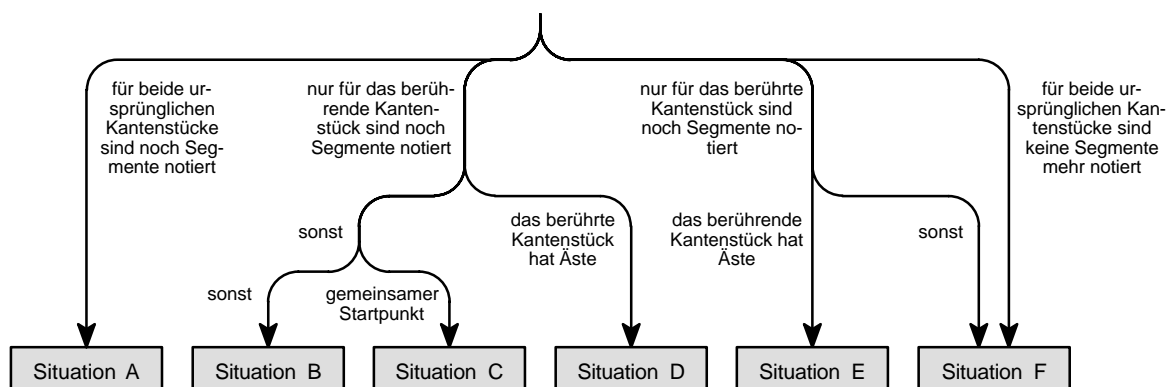 für beide ur-
sprünglichen
Kantenstücke
sind noch Seg-
mente notiert
nur für das berüh-
rende Kanten-
stück sind noch
Segmente notiert
nur für das berührte
Kantenstück sind
noch Segmente no-
tiert
für beide ur-
sprünglichen Kan-
tenstücke sind
keine Segmente
mehr notiert
sonst
das berührte
Kantenstück
hat Äste
das berührende
Kantenstück hat
Äste
sonst
sonst
gemeinsamer
Startpunkt
Situation A
Situation B
Situation C
Situation D
Situation E
Situation F